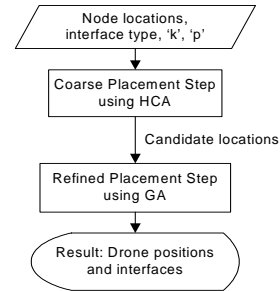 Node locations,
interface type, 'k', 'p'
Coarse Placement Step
using HCA
Candidate locations
Refined Placement Step
using GA
Result: Drone positions
and interfaces